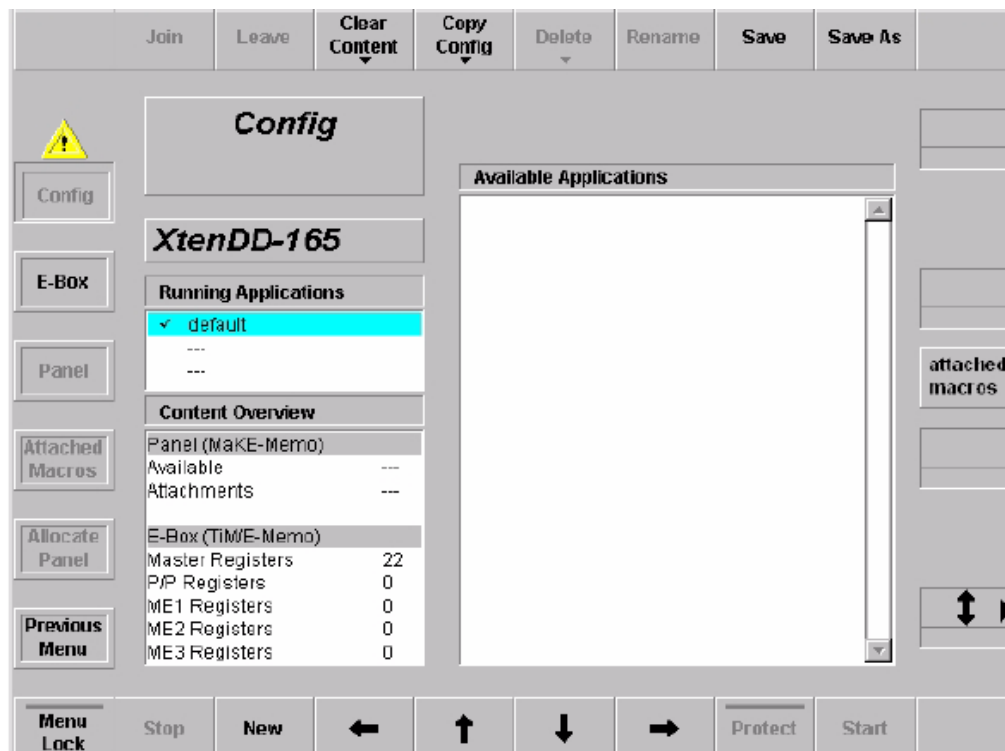 Join Leave Clear Content Copy Config Delete Rename Save Save As
Config
Available Applications
Config
XtenDD-165
E-Box
Running Applications
✓ default
---
---
Panel
attached macros
Content Overview
Panel (MaKE-Memo)
Available ---
Attachments ---
Attached Macros
E-Box (TiM/E-Memo)
Master Registers 22
P/P Registers 0
ME1 Registers 0
ME2 Registers 0
ME3 Registers 0
Allocate Panel
Previous Menu
Menu Lock Stop New Protect Start